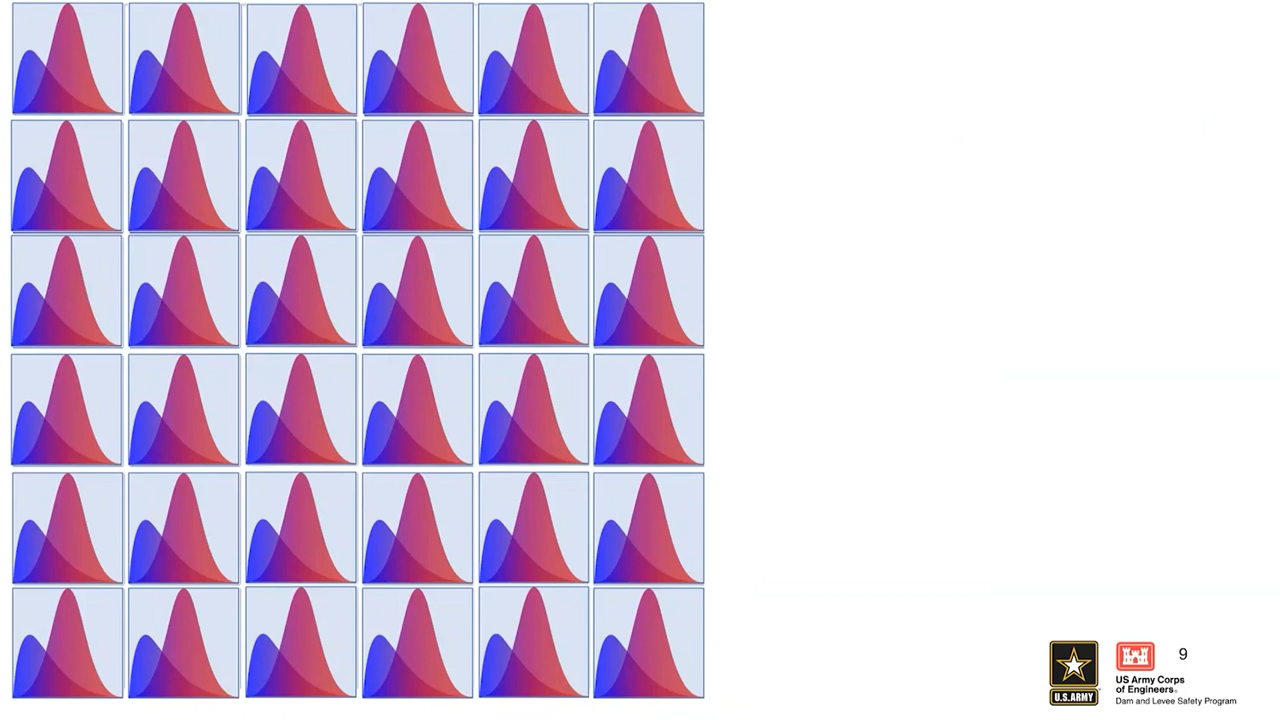 9
U.S.ARMY
US Army Corps
of Engineers.
Dam and Levee Safety Program